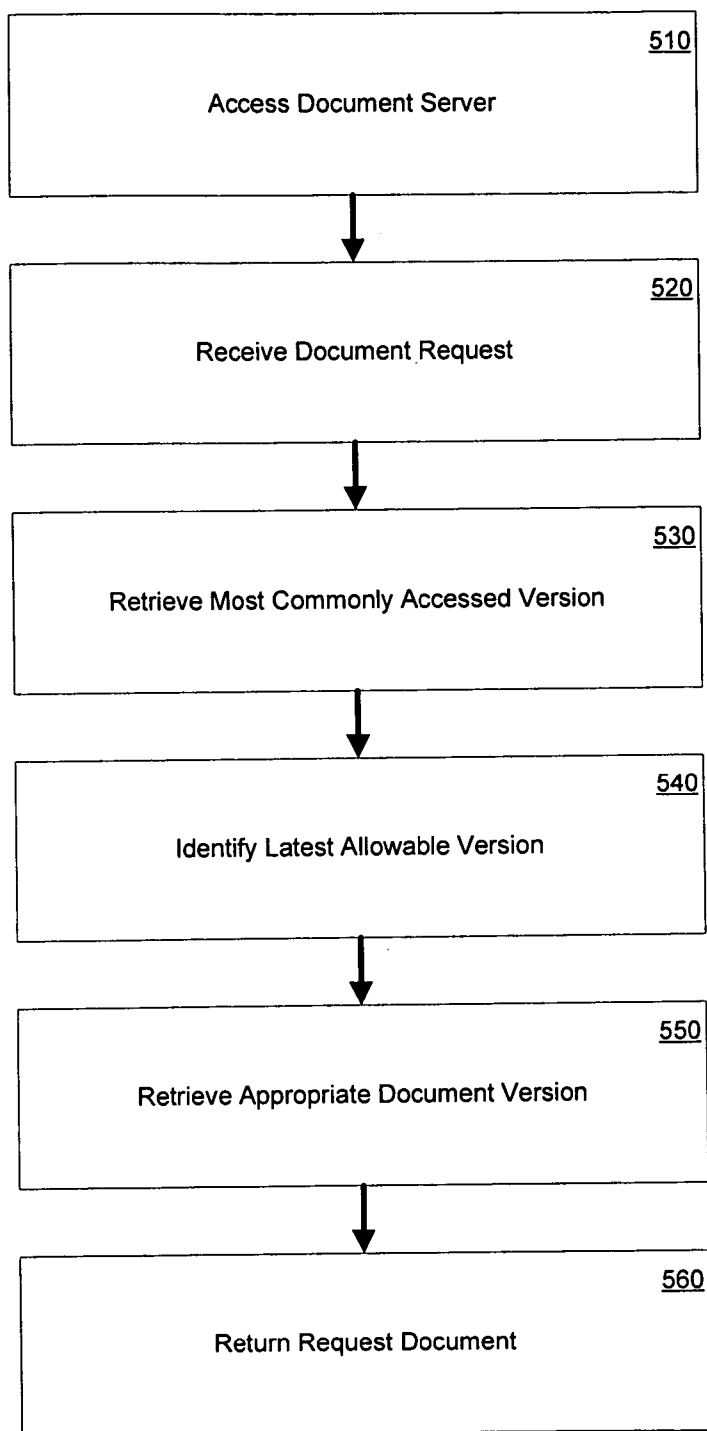 510
Access Document Server
520
Receive Document Request
530
Retrieve Most Commonly Accessed Version
540
Identify Latest Allowable Version
550
Retrieve Appropriate Document Version
560
Return Request Document